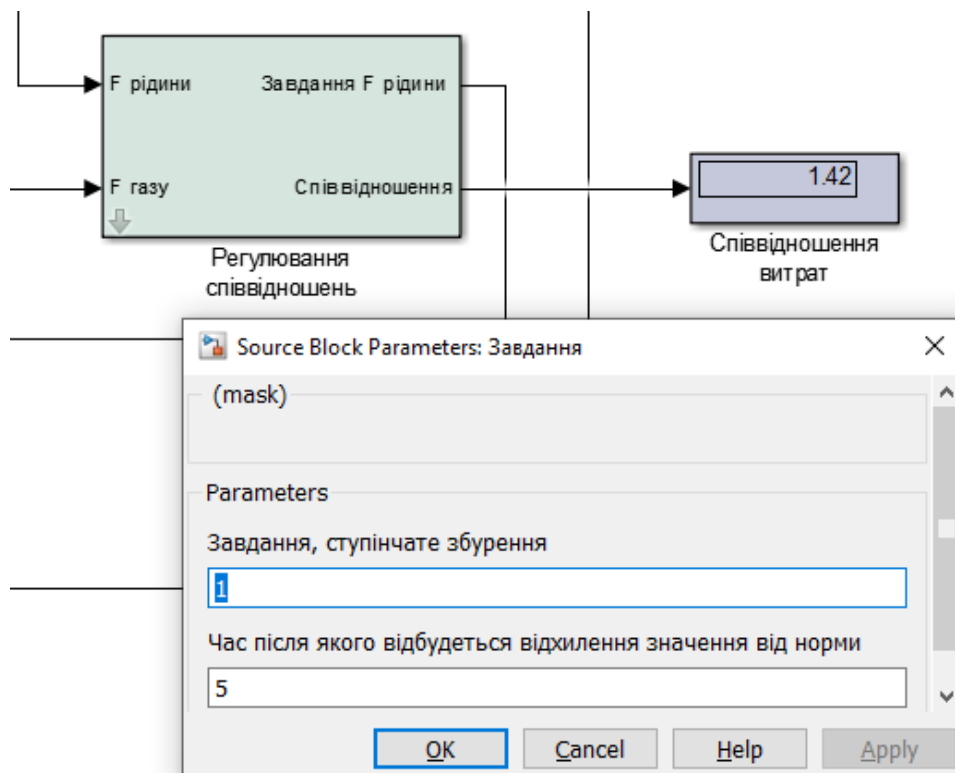 F рідини
Завдання F рідини
F газу
Співвідношення
1.42
Регулювання
співвідношень
Співвідношення
витрат
Source Block Parameters: Завдання
(mask)
Parameters
Завдання, ступінчате збурення
1
Час після якого відбудеться відхилення значення від норми
5
OK
Cancel
Help
Apply